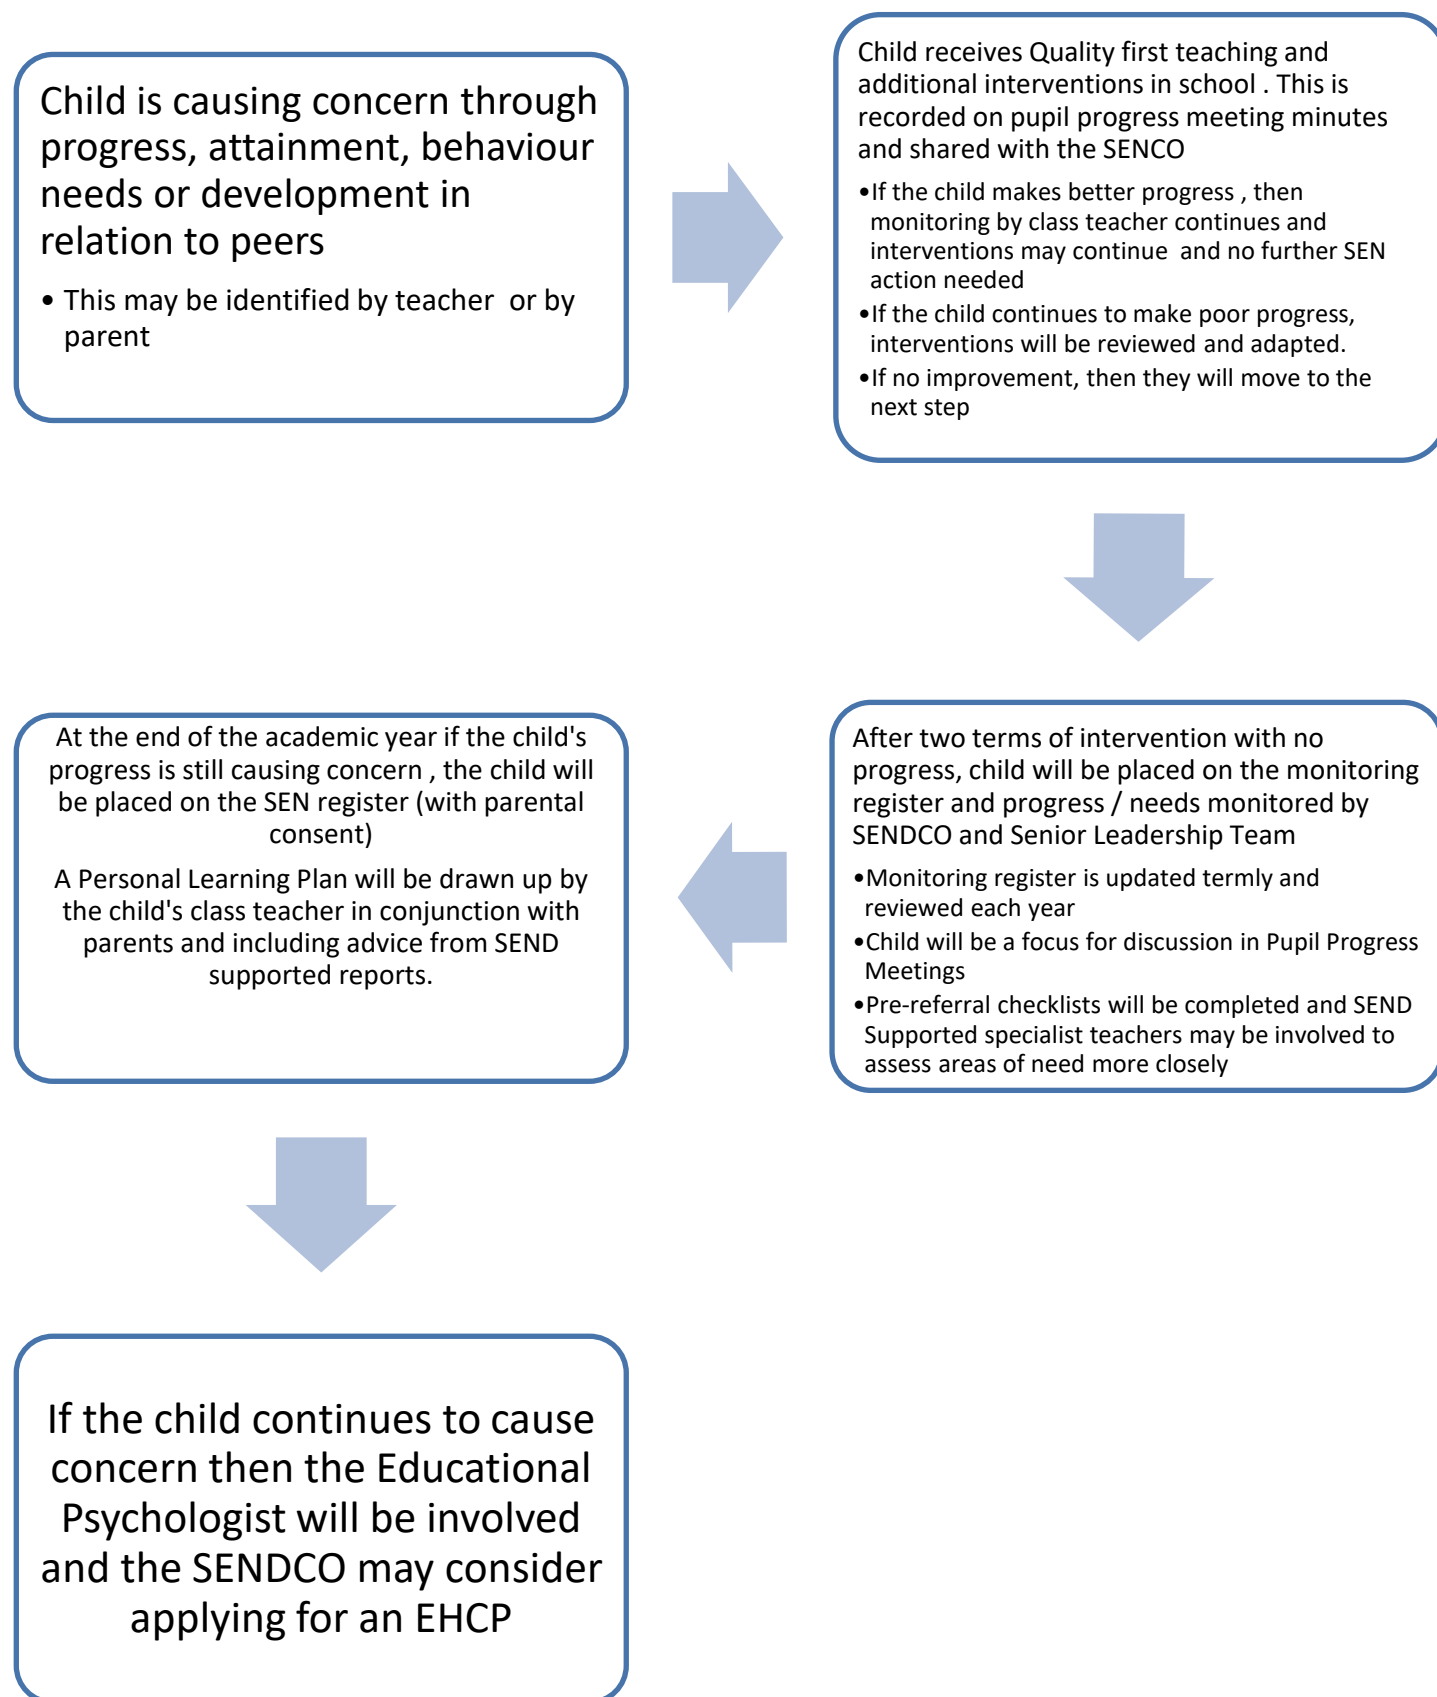 Child is causing concern through
progress, attainment, behaviour
needs or development in
relation to peers
• This may be identified by teacher or by
parent
Child receives Quality first teaching and
additional interventions in school . This is
recorded on pupil progress meeting minutes
and shared with the SENCO
•If the child makes better progress , then
monitoring by class teacher continues and
interventions may continue and no further SEN
action needed
•If the child continues to make poor progress,
interventions will be reviewed and adapted.
•If no improvement, then they will move to the
next step
After two terms of intervention with no
progress, child will be placed on the monitoring
register and progress / needs monitored by
SENDCO and Senior Leadership Team
•Monitoring register is updated termly and
reviewed each year
•Child will be a focus for discussion in Pupil Progress
Meetings
•Pre-referral checklists will be completed and SEND
Supported specialist teachers may be involved to
assess areas of need more closely
At the end of the academic year if the child's
progress is still causing concern , the child will
be placed on the SEN register (with parental
consent)
A Personal Learning Plan will be drawn up by
the child's class teacher in conjunction with
parents and including advice from SEND
supported reports.
If the child continues to cause
concern then the Educational
Psychologist will be involved
and the SENDCO may consider
applying for an EHCP